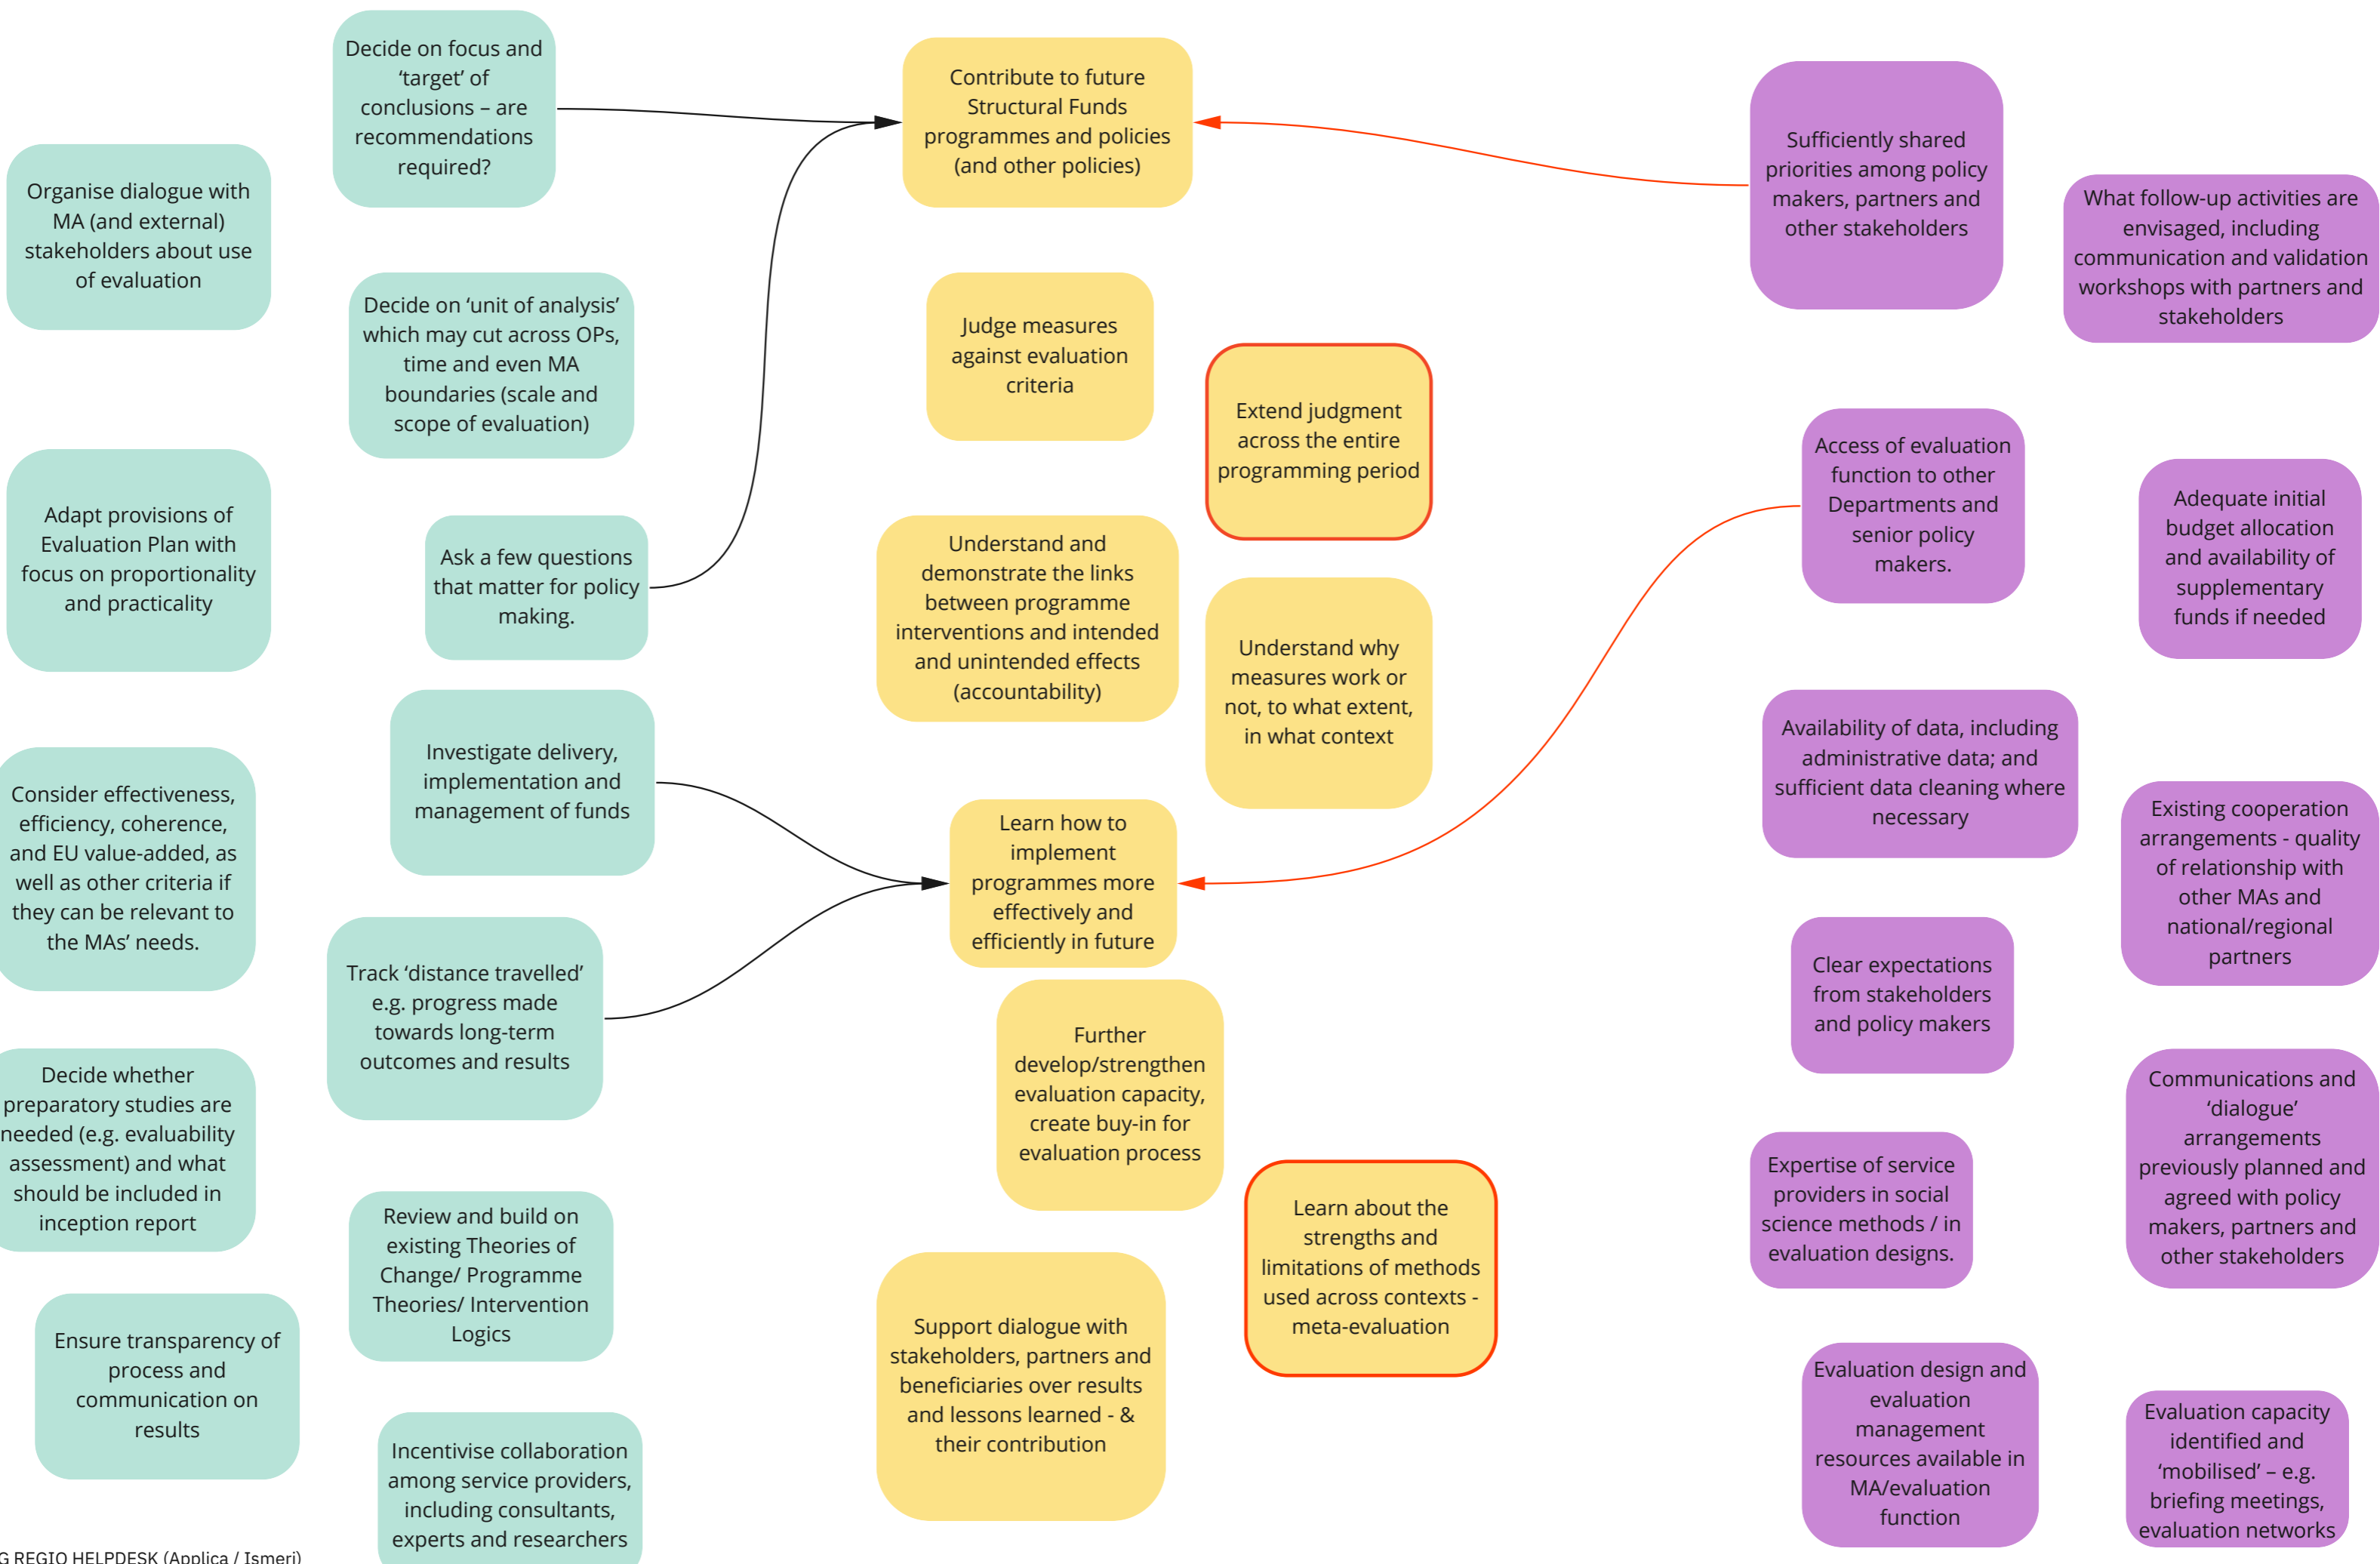 Decide on focus and
‘target’ of
conclusions – are
recommendations
required?
Organise dialogue with
MA (and external)
stakeholders about use
of evaluation
Decide on ‘unit of analysis’
which may cut across OPs,
time and even MA
boundaries (scale and
scope of evaluation)
Adapt provisions of
Evaluation Plan with
focus on proportionality
and practicality
Ask a few questions
that matter for policy
making.
Investigate delivery,
implementation and
management of funds
Consider effectiveness,
efficiency, coherence,
and EU value-added, as
well as other criteria if
they can be relevant to
the MAs’ needs.
Track ‘distance travelled’
e.g. progress made
towards long-term
outcomes and results
Decide whether
preparatory studies are
needed (e.g. evaluability
assessment) and what
should be included in
inception report
Review and build on
existing Theories of
Change/ Programme
Theories/ Intervention
Logics
Ensure transparency of
process and
communication on
results
Incentivise collaboration
among service providers,
including consultants,
experts and researchers
Contribute to future
Structural Funds
programmes and policies
(and other policies)
Judge measures
against evaluation
criteria
Extend judgment
across the entire
programming period
Understand and
demonstrate the links
between programme
interventions and intended
and unintended effects
(accountability)
Understand why
measures work or
not, to what extent,
in what context
Learn how to
implement
programmes more
effectively and
efficiently in future
Further
develop/strengthen
evaluation capacity,
create buy-in for
evaluation process
Learn about the
strengths and
limitations of methods
used across contexts -
meta-evaluation
Support dialogue with
stakeholders, partners and
beneficiaries over results
and lessons learned - &
their contribution
Sufficiently shared
priorities among policy
makers, partners and
other stakeholders
What follow-up activities are
envisaged, including
communication and validation
workshops with partners and
stakeholders
Access of evaluation
function to other
Departments and
senior policy
makers.
Adequate initial
budget allocation
and availability of
supplementary
funds if needed
Availability of data, including
administrative data; and
sufficient data cleaning where
necessary
Existing cooperation
arrangements - quality
of relationship with
other MAs and
national/regional
partners
Clear expectations
from stakeholders
and policy makers
Communications and
‘dialogue’
arrangements
previously planned and
agreed with policy
makers, partners and
other stakeholders
Expertise of service
providers in social
science methods / in
evaluation designs.
Evaluation design and
evaluation
management
resources available in
MA/evaluation
function
Evaluation capacity
identified and
‘mobilised’ – e.g.
briefing meetings,
evaluation networks
G REGIO HELPDESK (Applica / Ismeri)